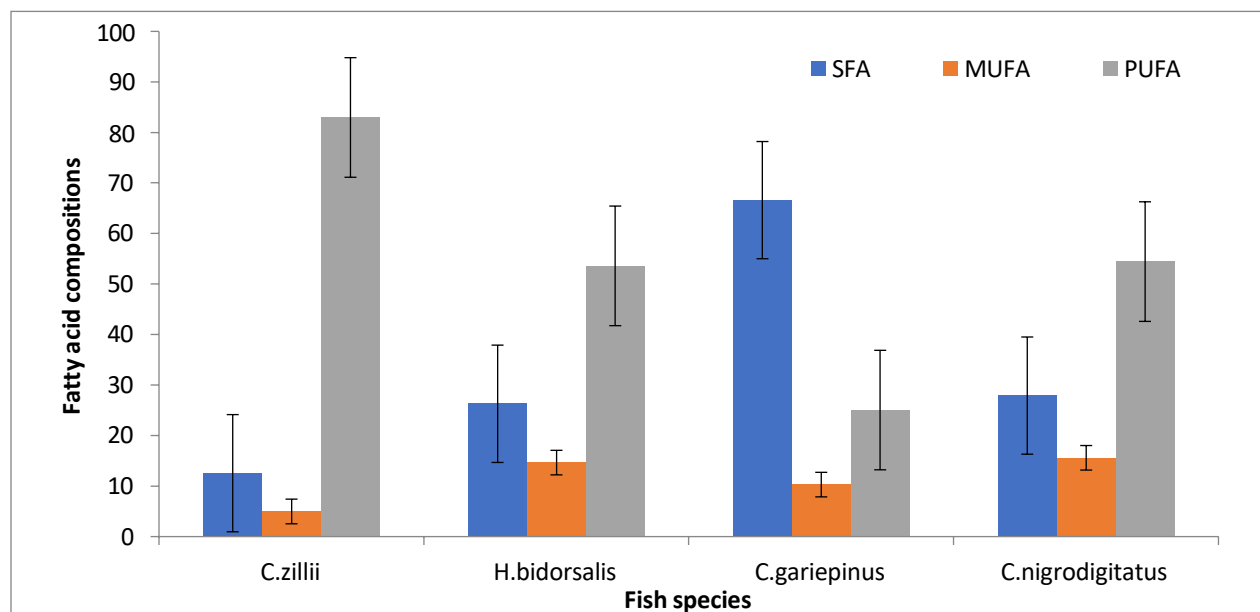 Fatty acid compositions
100
90
80
70
60
50
40
30
20
10
0
SFA MUFA PUFA
C.zillii H.bidorsalis C.gariepinus C.nigrodigitatus
Fish species